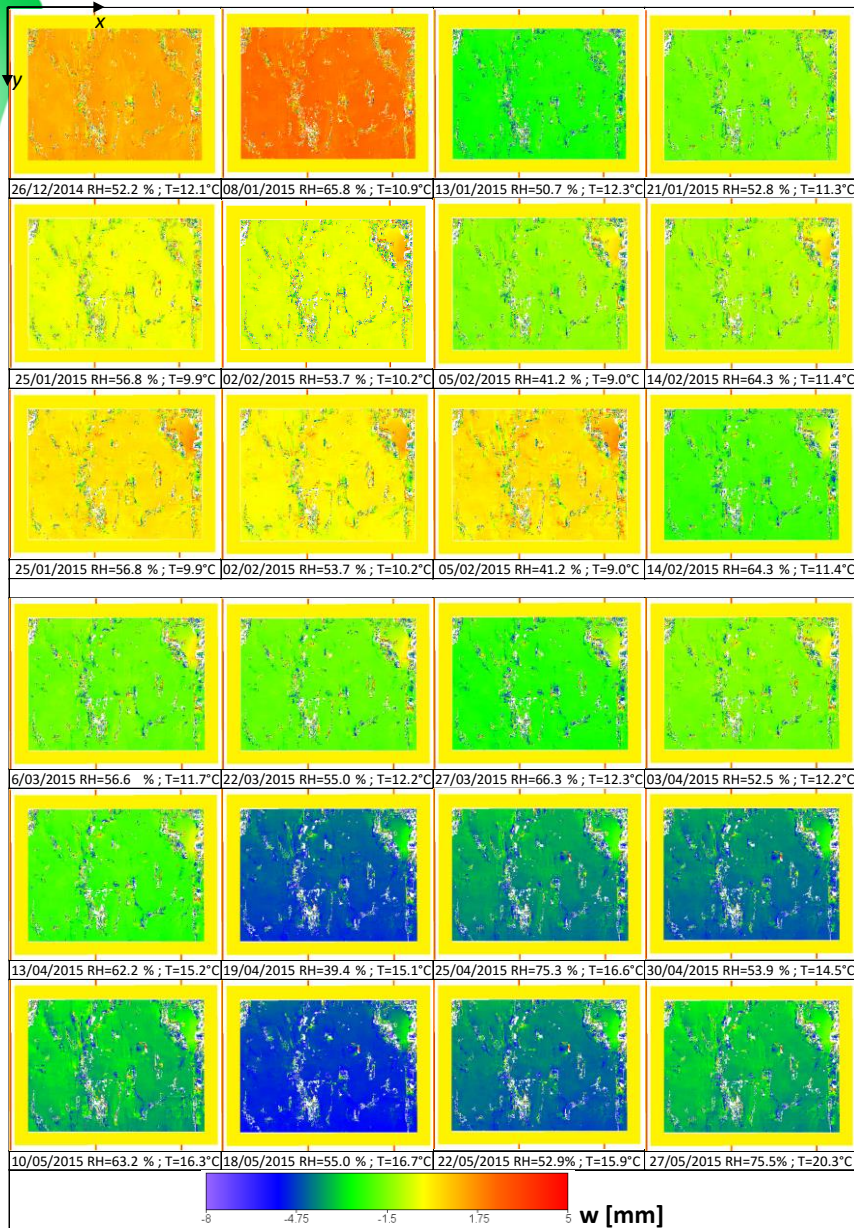 x
y
26/12/2014 RH=52.2 % ; T=12.1°C 08/01/2015 RH=65.8 % ; T=10.9°C 13/01/2015 RH=50.7 % ; T=12.3°C 21/01/2015 RH=52.8 % ; T=11.3°C
25/01/2015 RH=56.8 % ; T=9.9°C 02/02/2015 RH=53.7 % ; T=10.2°C 05/02/2015 RH=41.2 % ; T=9.0°C 14/02/2015 RH=64.3 % ; T=11.4°C
25/01/2015 RH=56.8 % ; T=9.9°C 02/02/2015 RH=53.7 % ; T=10.2°C 05/02/2015 RH=41.2 % ; T=9.0°C 14/02/2015 RH=64.3 % ; T=11.4°C
6/03/2015 RH=56.6 % ; T=11.7°C 22/03/2015 RH=55.0 % ; T=12.2°C 27/03/2015 RH=66.3 % ; T=12.3°C 03/04/2015 RH=52.5 % ; T=12.2°C
13/04/2015 RH=62.2 % ; T=15.2°C 19/04/2015 RH=39.4 % ; T=15.1°C 25/04/2015 RH=75.3 % ; T=16.6°C 30/04/2015 RH=53.9 % ; T=14.5°C
10/05/2015 RH=63.2 % ; T=16.3°C 18/05/2015 RH=55.0 % ; T=16.7°C 22/05/2015 RH=52.9% ; T=15.9°C 27/05/2015 RH=75.5% ; T=20.3°C
-8 -4.75 -1.5 1.75 5 w [mm]